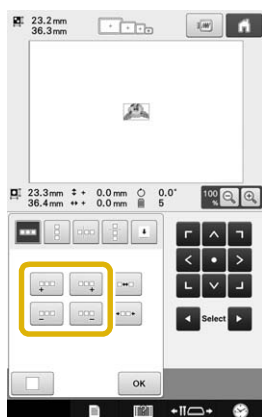 23.2 mm
36.3 mm
23.3 mm + 0.0 mm 0.0°
36.4 mm + 0.0 mm 5
100 %
+ +
- -
Select
OK